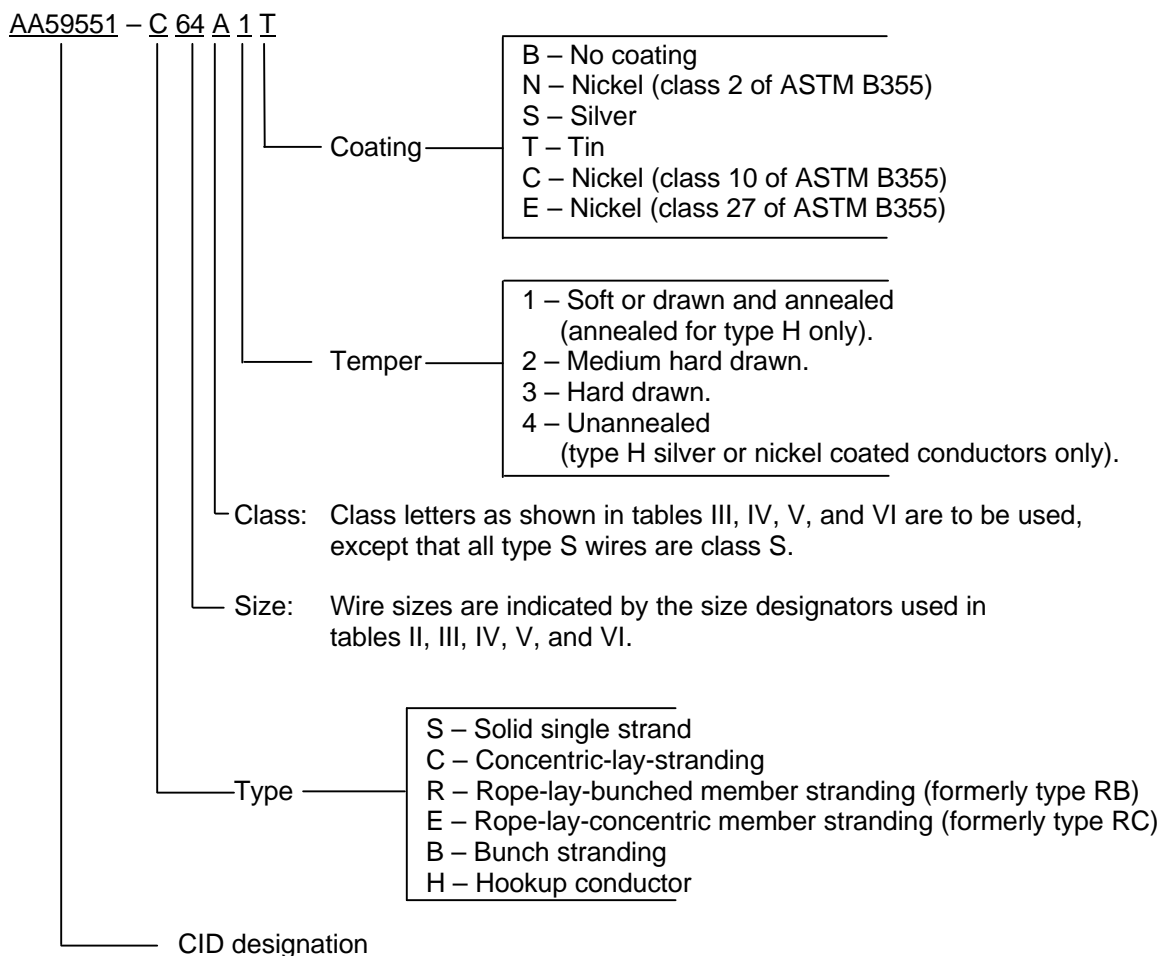 AA59551 – C 64 A 1 T
B – No coating
N – Nickel (class 2 of ASTM B355)
S – Silver
Coating
T – Tin
C – Nickel (class 10 of ASTM B355)
E – Nickel (class 27 of ASTM B355)
1 – Soft or drawn and annealed
(annealed for type H only).
Temper
2 – Medium hard drawn.
3 – Hard drawn.
4 – Unannealed
(type H silver or nickel coated conductors only).
Class: Class letters as shown in tables III, IV, V, and VI are to be used,
except that all type S wires are class S.
Size: Wire sizes are indicated by the size designators used in
tables II, III, IV, V, and VI.
S – Solid single strand
C – Concentric-lay-stranding
Type
R – Rope-lay-bunched member stranding (formerly type RB)
E – Rope-lay-concentric member stranding (formerly type RC)
B – Bunch stranding
H – Hookup conductor
CID designation